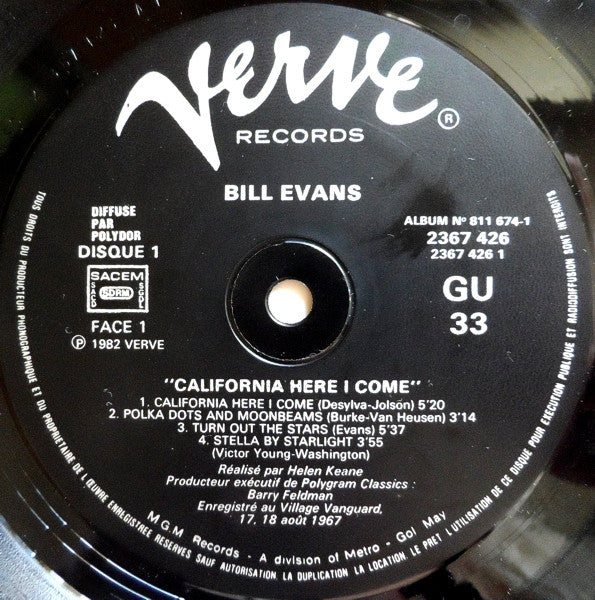 Verve ®
RECORDS
BILL EVANS
DIFFUSE
PAR
POLYDOR
DISQUE 1
SACEM
SACD SDRM SGDL
FACE 1
℗ 1982 VERVE
ALBUM No 811 674-1
2367 426
2367 426 1
GU
33
"CALIFORNIA HERE I COME"
1. CALIFORNIA HERE I COME (Desylva-Jolson) 5'20
2. POLKA DOTS AND MOONBEAMS (Burke-Van Heusen) 3'14
3. TURN OUT THE STARS (Evans) 5'37
4. STELLA BY STARLIGHT 3'55
(Victor Young-Washington)
Réalisé par Helen Keane
Producteur exécutif de Polygram Classics :
Barry Feldman
Enregistré au Village Vanguard,
17, 18 août 1967
M.G.M Records - A division of Metro - Gol May
TOUS DROITS DU PRODUCTEUR PHONOGRAPHIQUE ET DU PROPRIETAIRE DE L'ŒUVRE ENREGISTREE RESERVES SAUF AUTORISATION. LA DUPLICATION, LA LOCATION, LE PRET L'UTILISATION DE CE DISQUE POUR EXECUTION PUBLIQUE ET RADIODIFFUSION SONT INTERDITS